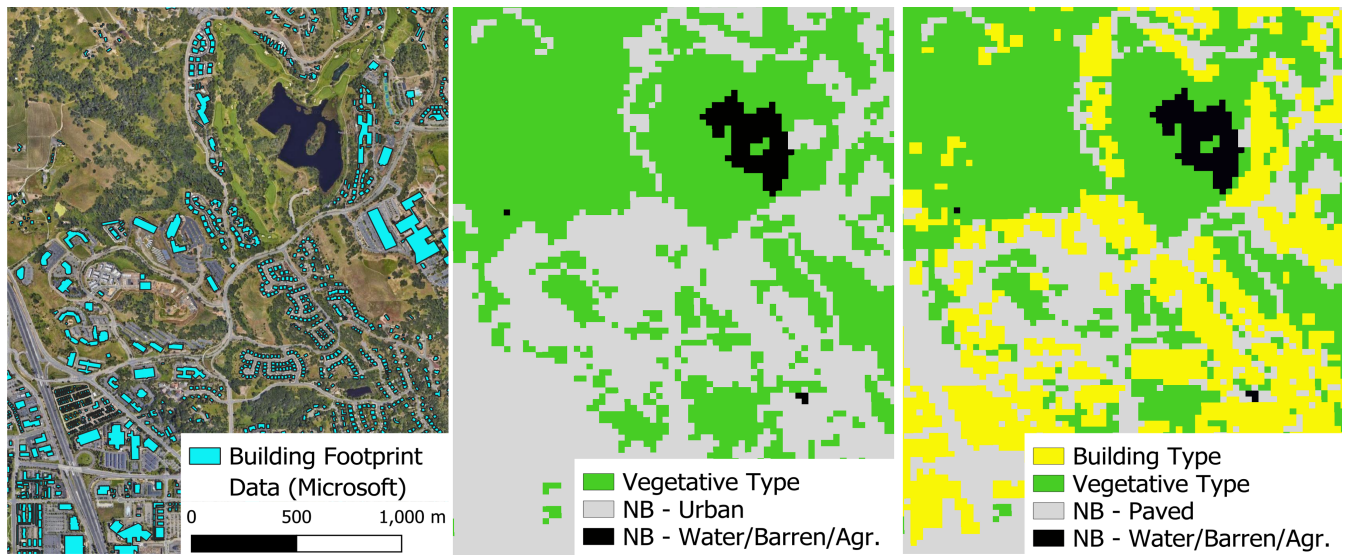 Building Footprint
Data (Microsoft)
0 500 1,000 m
Vegetative Type
NB - Urban
NB - Water/Barren/Agr.
Building Type
Vegetative Type
NB - Paved
NB - Water/Barren/Agr.